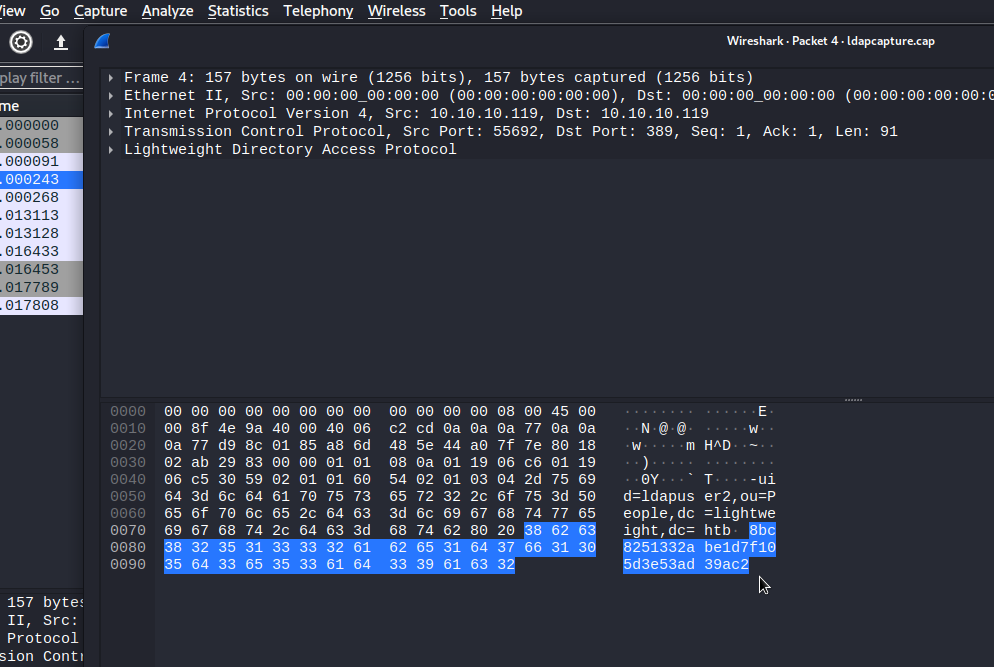 View Go Capture Analyze Statistics Telephony Wireless Tools Help
Wireshark · Packet 4 · ldapcapture.cap
play filter ...
me
.000000
.000058
.000091
.000243
.000268
.013113
.013128
.016433
.016453
.017789
.017808
Frame 4: 157 bytes on wire (1256 bits), 157 bytes captured (1256 bits)
Ethernet II, Src: 00:00:00_00:00:00 (00:00:00:00:00:00), Dst: 00:00:00_00:00:00 (00:00:00:00:00:0
Internet Protocol Version 4, Src: 10.10.10.119, Dst: 10.10.10.119
Transmission Control Protocol, Src Port: 55692, Dst Port: 389, Seq: 1, Ack: 1, Len: 91
Lightweight Directory Access Protocol
0000 00 00 00 00 00 00 00 00 00 00 00 00 08 00 45 00 ········ ······E·
0010 00 8f 4e 9a 40 00 40 06 c2 cd 0a 0a 0a 77 0a 0a ··N·@·@· ·····w··
0020 0a 77 d9 8c 01 85 a8 6d 48 5e 44 a0 7f 7e 80 18 ·w·····m H^D··~··
0030 02 ab 29 83 00 00 01 01 08 0a 01 19 06 c6 01 19 ··)····· ········
0040 06 c5 30 59 02 01 01 60 54 02 01 03 04 2d 75 69 ··0Y···` T····-ui
0050 64 3d 6c 64 61 70 75 73 65 72 32 2c 6f 75 3d 50 d=ldapus er2,ou=P
0060 65 6f 70 6c 65 2c 64 63 3d 6c 69 67 68 74 77 65 eople,dc =lightwe
0070 69 67 68 74 2c 64 63 3d 68 74 62 80 20 38 62 63 ight,dc= htb· 8bc
0080 38 32 35 31 33 33 32 61 62 65 31 64 37 66 31 30 8251332a be1d7f10
0090 35 64 33 65 35 33 61 64 33 39 61 63 32 5d3e53ad 39ac2
157 bytes
II, Src:
Protocol
sion Contr